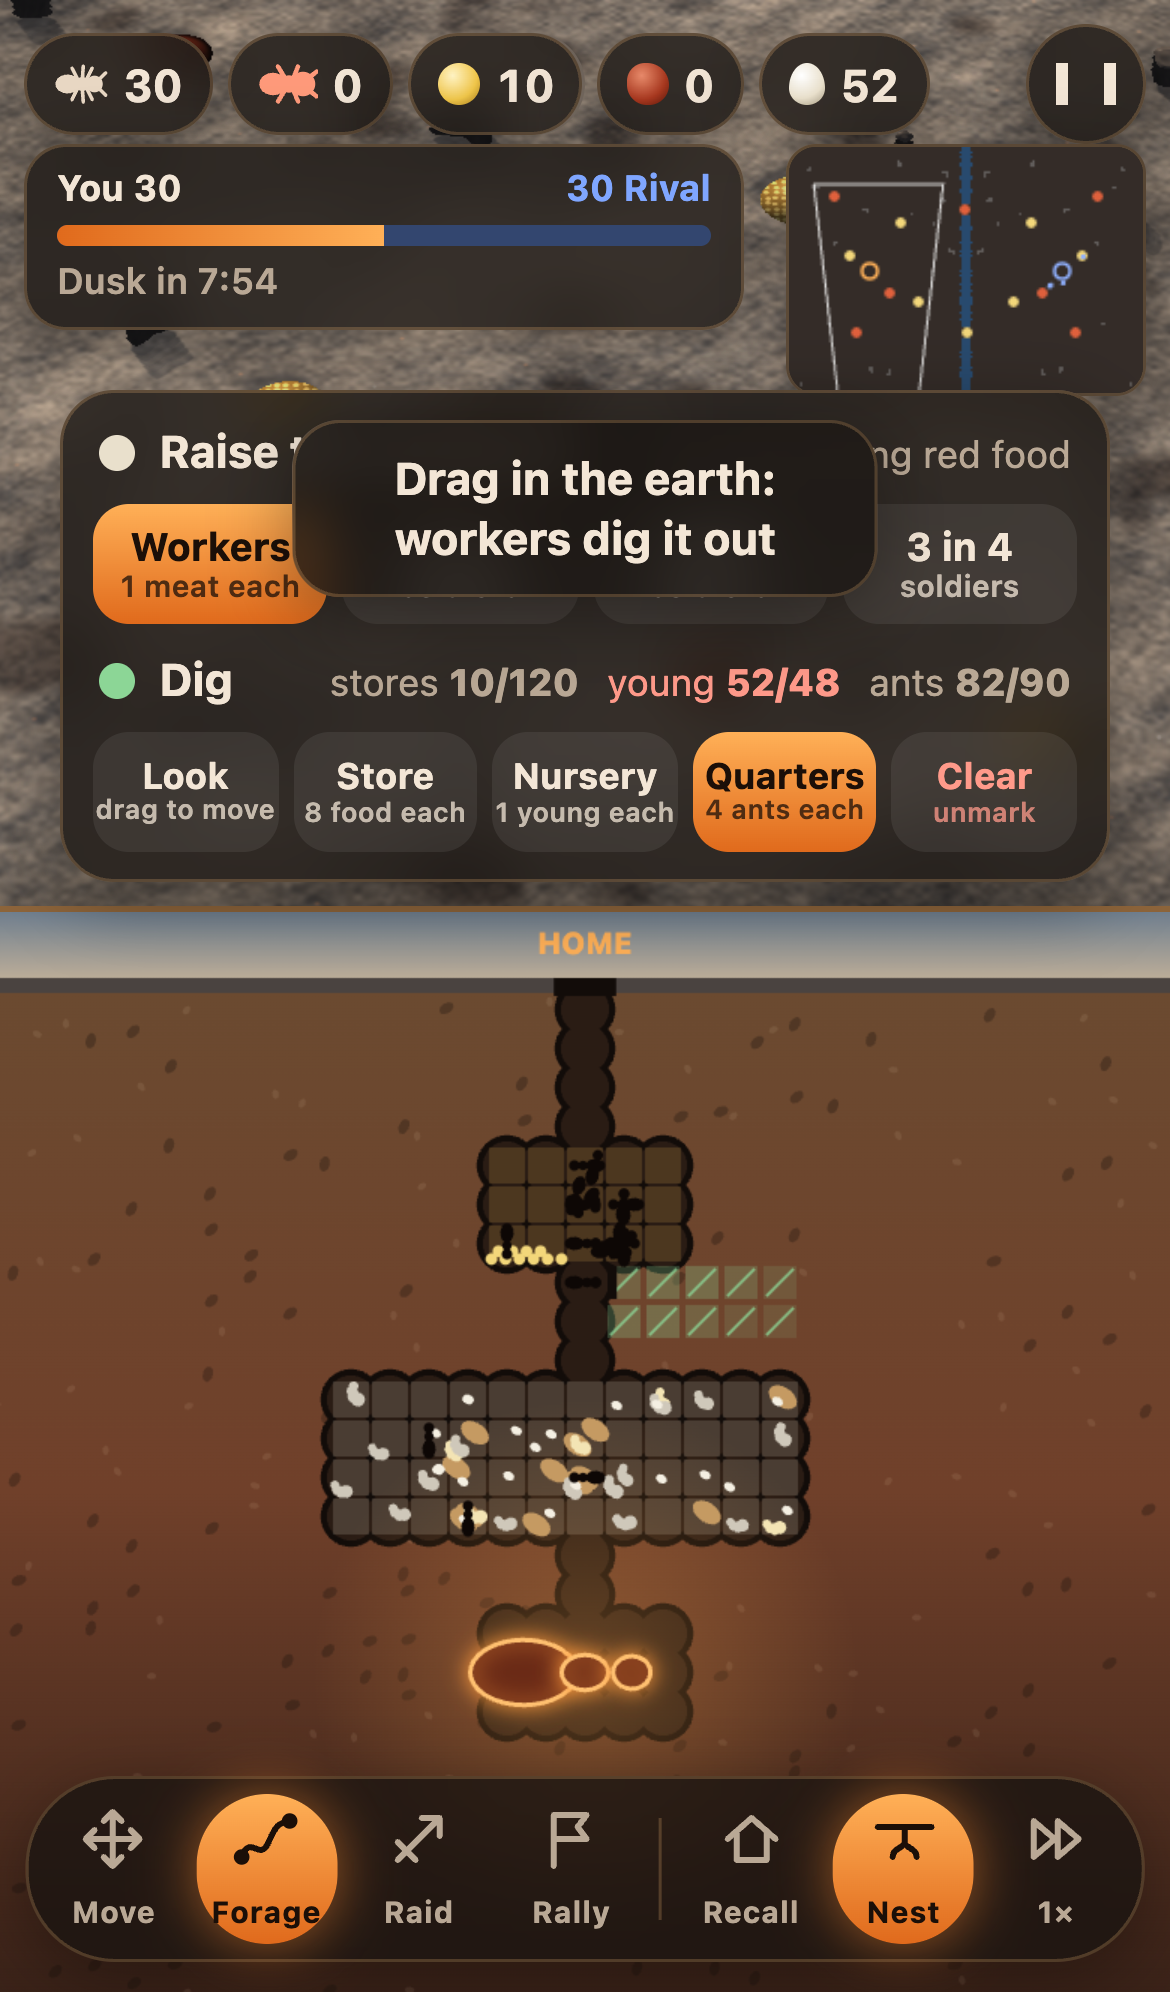 30
0
10
0
52
You 30
30 Rival
Dusk in 7:54
Raise
red food
Drag in the earth:
workers dig it out
Workers
1 meat each
3 in 4
soldiers
Dig
stores 10/120
young 52/48
ants 82/90
Look
drag to move
Store
8 food each
Nursery
1 young each
Quarters
4 ants each
Clear
unmark
HOME
Move
Forage
Raid
Rally
Recall
Nest
1×